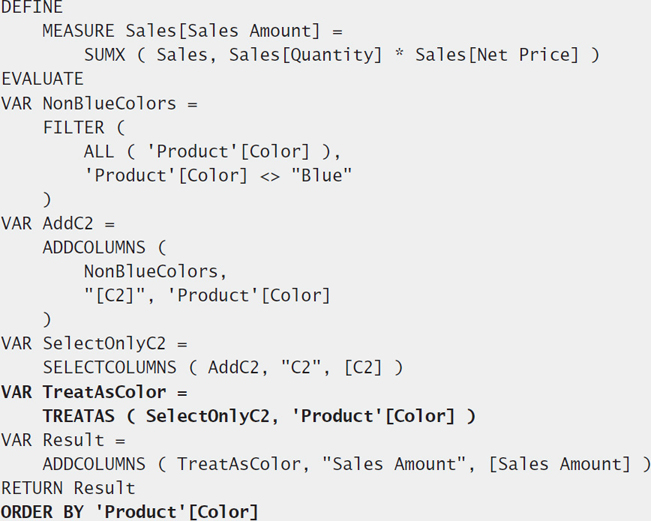 DEFINE
    MEASURE Sales[Sales Amount] =
        SUMX ( Sales, Sales[Quantity] * Sales[Net Price] )
EVALUATE
VAR NonBlueColors =
    FILTER (
        ALL ( 'Product'[Color] ),
        'Product'[Color] <> "Blue"
    )
VAR AddC2 =
    ADDCOLUMNS (
        NonBlueColors,
        "[C2]", 'Product'[Color]
    )
VAR SelectOnlyC2 =
    SELECTCOLUMNS ( AddC2, "C2", [C2] )
VAR TreatAsColor =
    TREATAS ( SelectOnlyC2, 'Product'[Color] )
VAR Result =
    ADDCOLUMNS ( TreatAsColor, "Sales Amount", [Sales Amount] )
RETURN Result
ORDER BY 'Product'[Color]